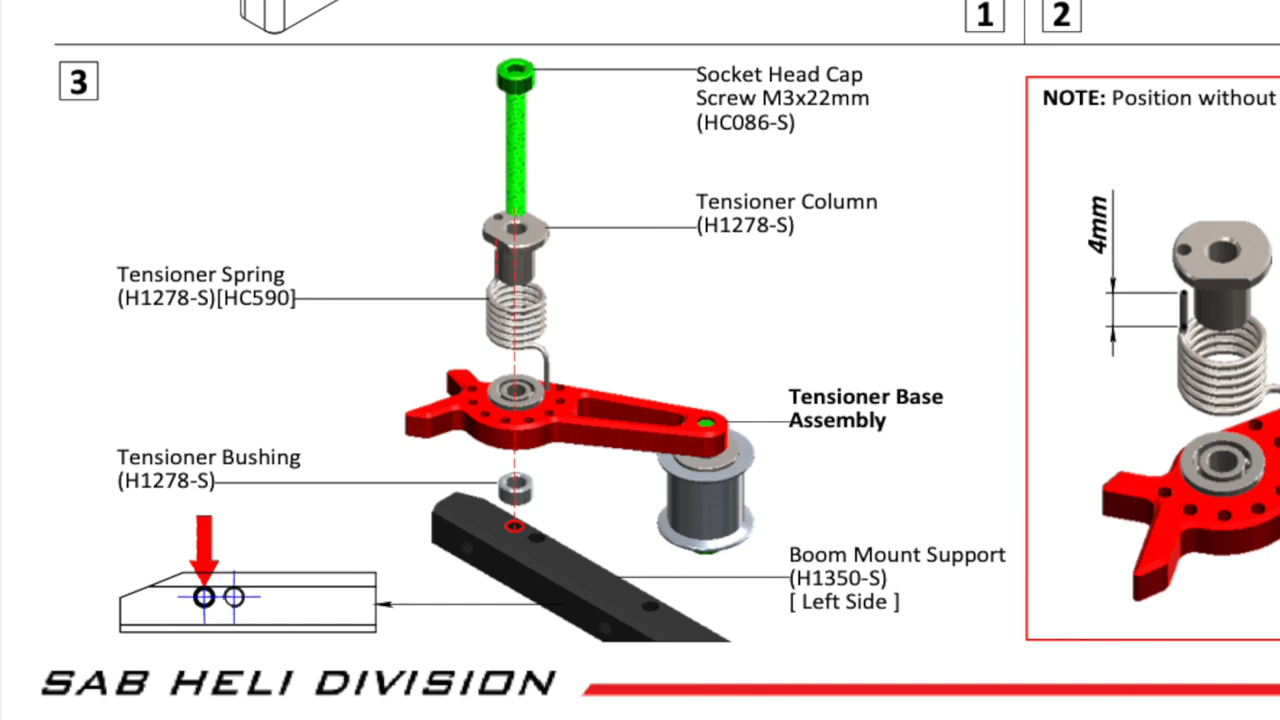 1
2
3
Socket Head Cap
Screw M3x22mm
(HC086-S)
NOTE: Position without
Tensioner Column
(H1278-S)
4mm
Tensioner Spring
(H1278-S)[HC590]
Tensioner Base
Assembly
Tensioner Bushing
(H1278-S)
Boom Mount Support
(H1350-S)
[ Left Side ]
SAB HELI DIVISION